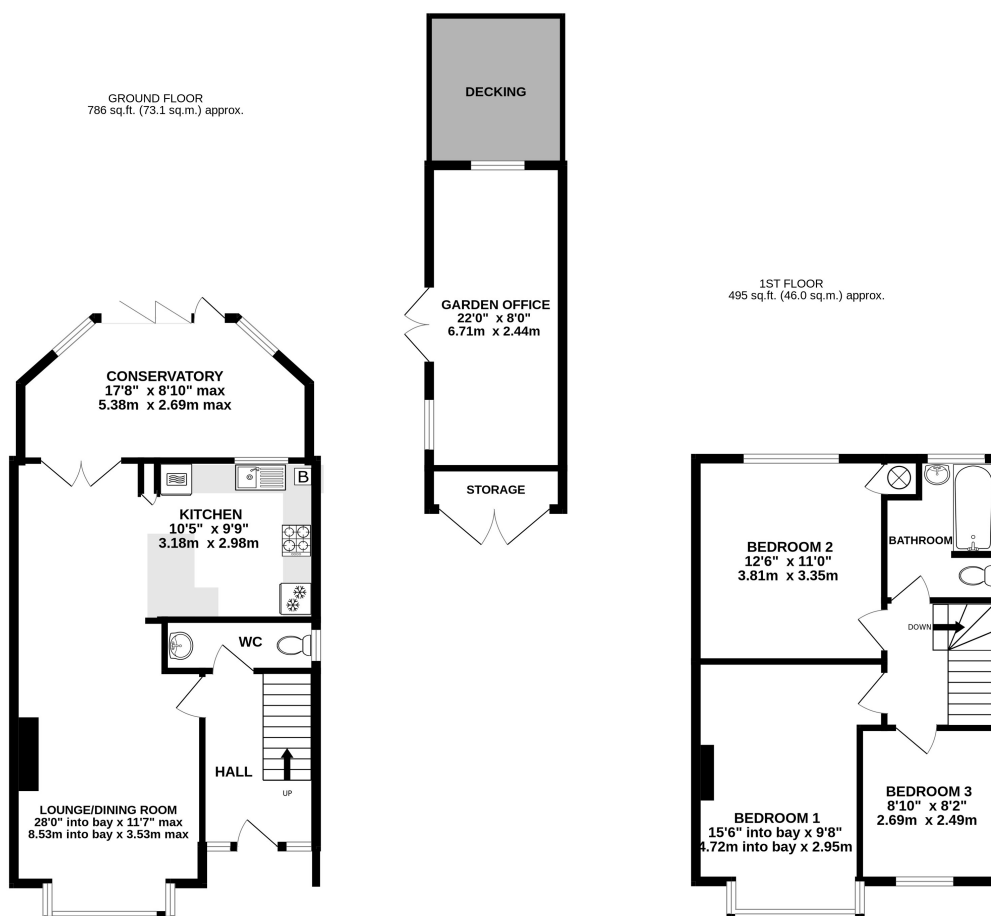 GROUND FLOOR
786 sq.ft. (73.1 sq.m.) approx.
DECKING
GARDEN OFFICE
22'0" x 8'0"
6.71m x 2.44m
STORAGE
CONSERVATORY
17'8" x 8'10" max
5.38m x 2.69m max
KITCHEN
10'5" x 9'9"
3.18m x 2.98m
B
WC
HALL
UP
LOUNGE/DINING ROOM
28'0" into bay x 11'7" max
8.53m into bay x 3.53m max
1ST FLOOR
495 sq.ft. (46.0 sq.m.) approx.
BEDROOM 2
12'6" x 11'0"
3.81m x 3.35m
BATHROOM
DOWN
BEDROOM 1
15'6" into bay x 9'8"
4.72m into bay x 2.95m
BEDROOM 3
8'10" x 8'2"
2.69m x 2.49m